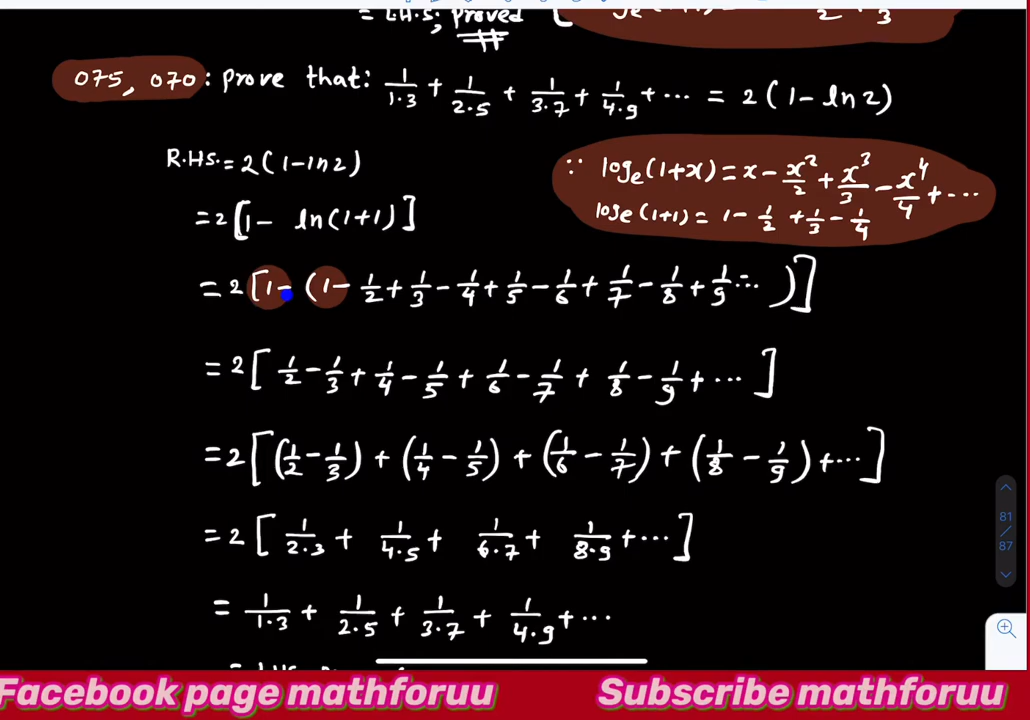 = L.H.S; proved
075, 070 : prove that: 1/1·3 + 1/2·5 + 1/3·7 + 1/4·9 + ··· = 2(1 - ln2)
R.H.S. = 2(1 - ln2)
∵ logₑ(1+x) = x - x²/2 + x³/3 - x⁴/4 + ···
= 2[1 - ln(1+1)]
logₑ(1+1) = 1 - 1/2 + 1/3 - 1/4
= 2[1 - (1 - 1/2 + 1/3 - 1/4 + 1/5 - 1/6 + 1/7 - 1/8 + 1/9 ···)]
= 2[1/2 - 1/3 + 1/4 - 1/5 + 1/6 - 1/7 + 1/8 - 1/9 + ···]
= 2[(1/2 - 1/3) + (1/4 - 1/5) + (1/6 - 1/7) + (1/8 - 1/9) + ···]
= 2[1/2·3 + 1/4·5 + 1/6·7 + 1/8·9 + ···]
= 1/1·3 + 1/2·5 + 1/3·7 + 1/4·9 + ···
81
/
87
Facebook page mathforuu Subscribe mathforuu